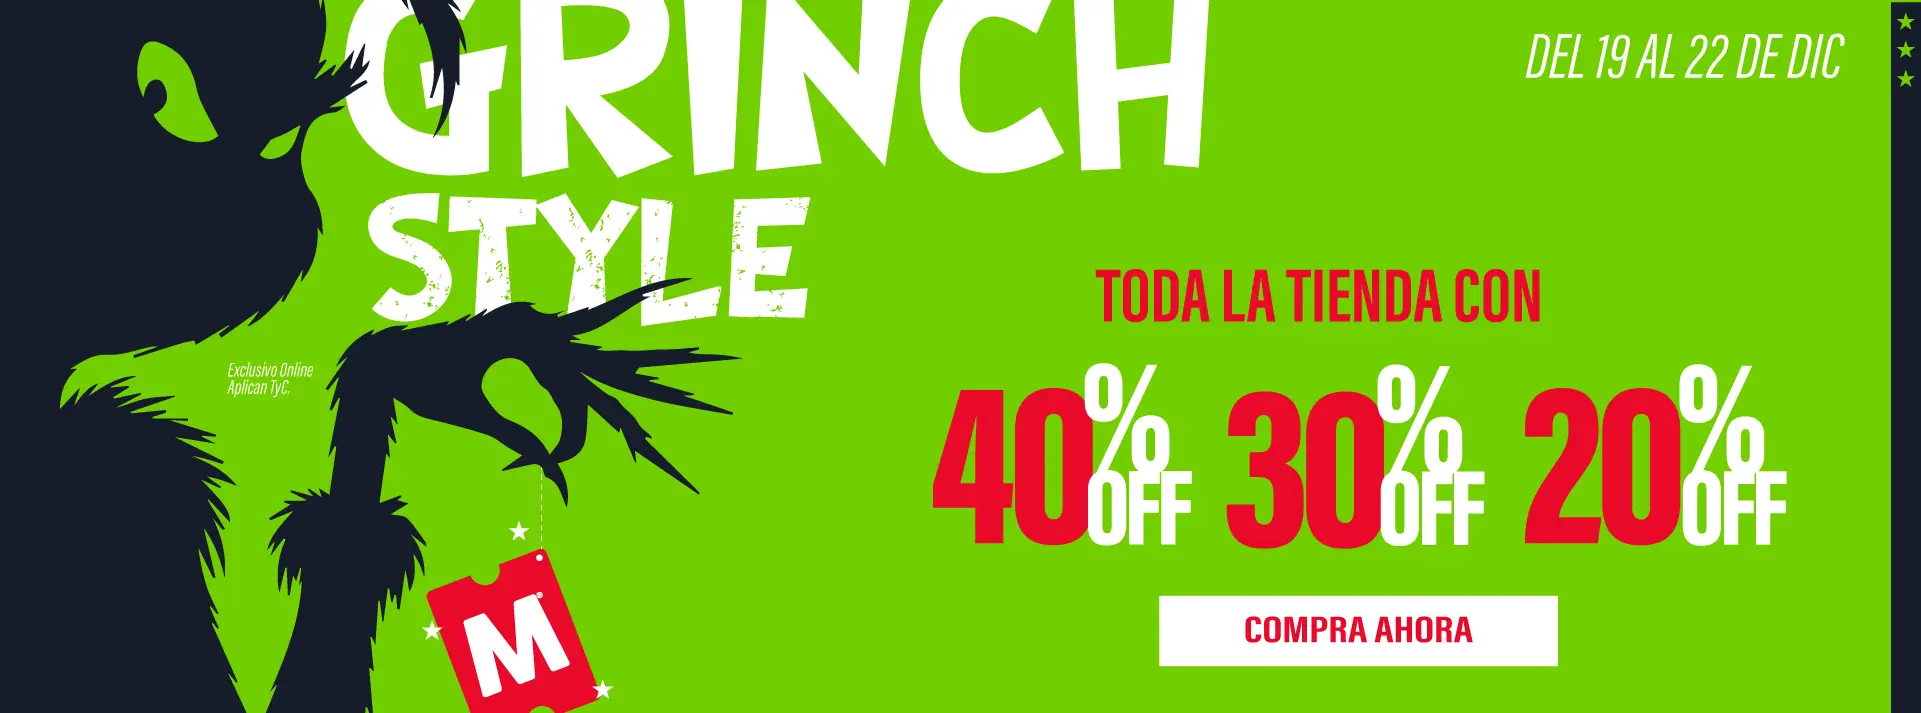 GRINCH
STYLE
DEL 19 AL 22 DE DIC
TODA LA TIENDA CON
40% OFF 30% OFF 20% OFF
COMPRA AHORA
Exclusivo Online
Aplican TyC.
M®